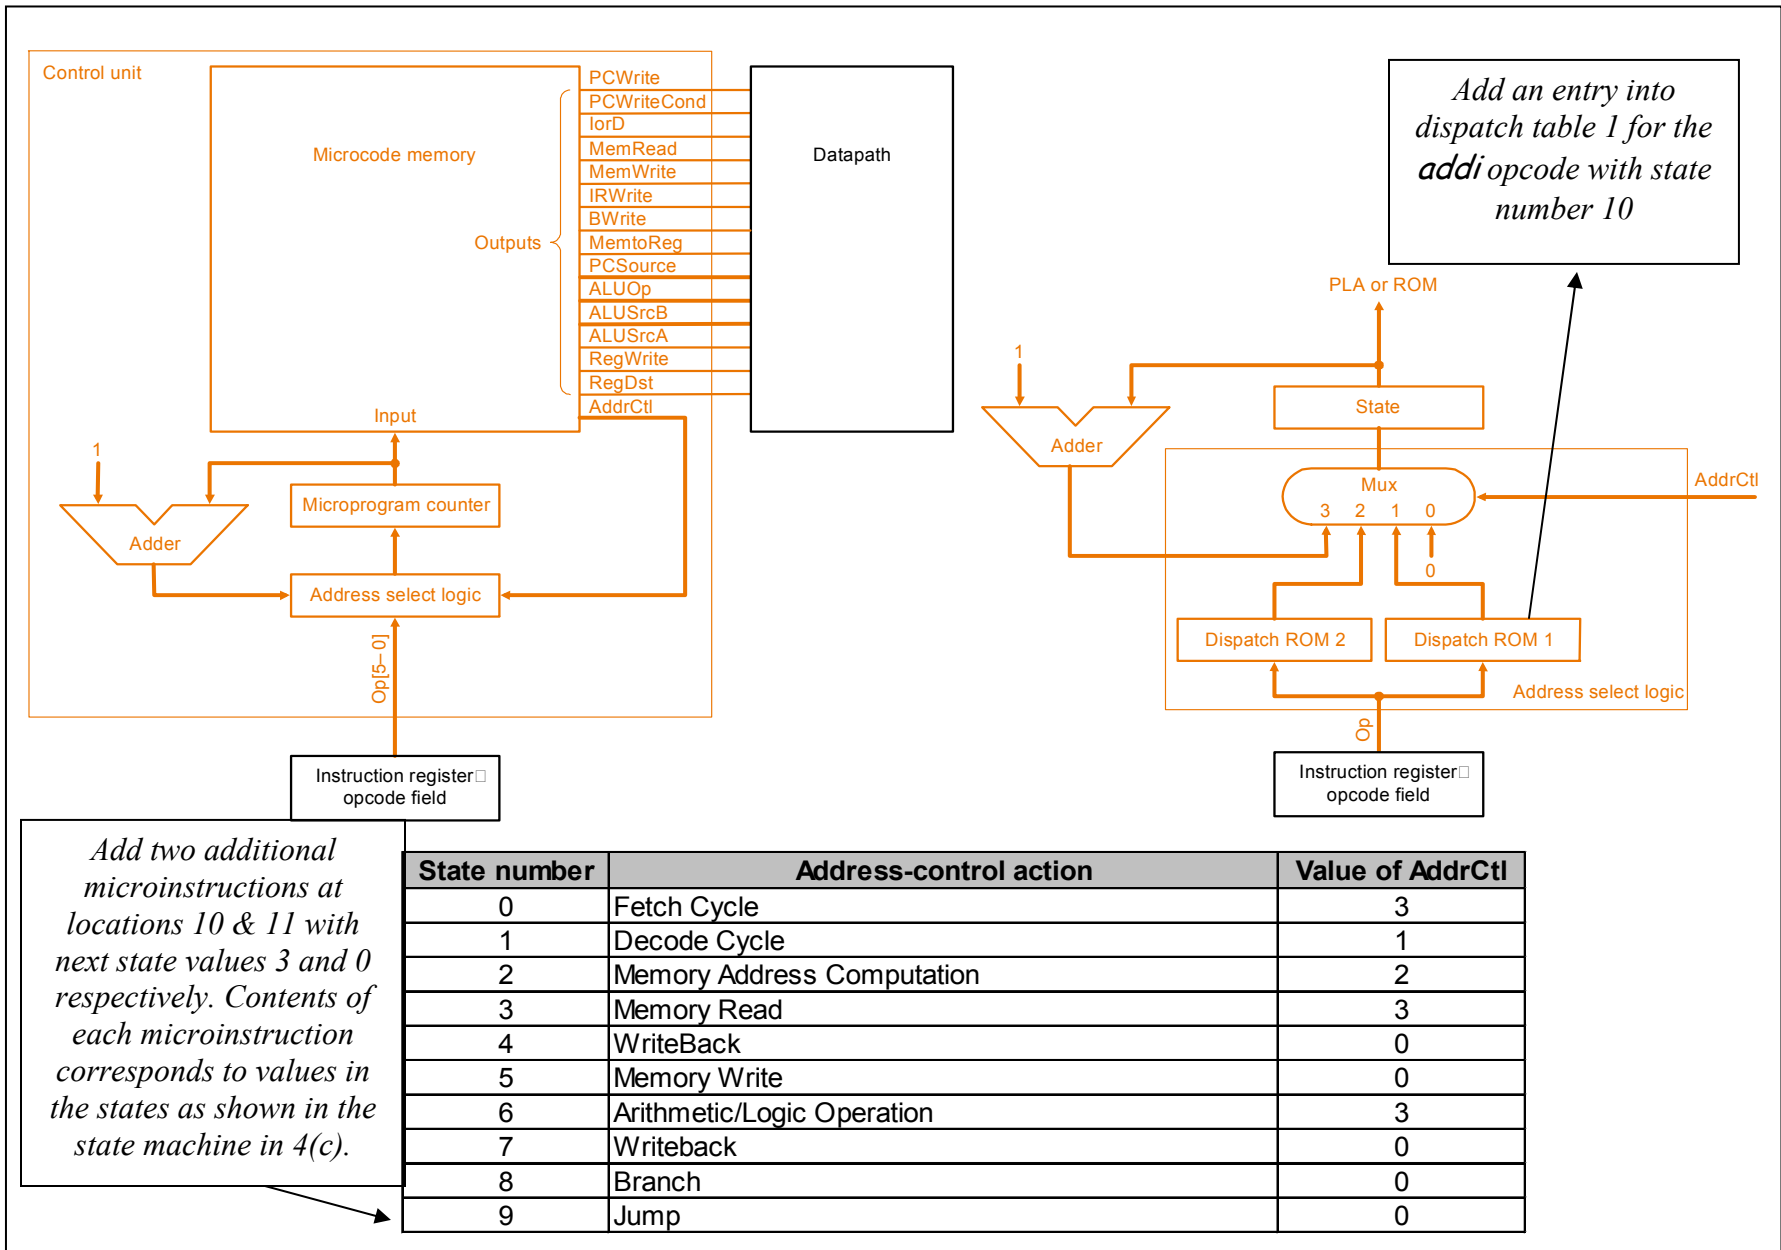 Control unit
Microcode memory
Outputs
PCWrite
PCWriteCond
IorD
MemRead
MemWrite
IRWrite
BWrite
MemtoReg
PCSource
ALUOp
ALUSrcB
ALUSrcA
RegWrite
RegDst
AddrCtl
Datapath
Input
1
Adder
Microprogram counter
Address select logic
Op[5–0]
Instruction register
opcode field
Add an entry into
dispatch table 1 for the
addi opcode with state
number 10
PLA or ROM
1
State
Adder
Mux
3 2 1 0
AddrCtl
0
Dispatch ROM 2
Dispatch ROM 1
Address select logic
Op
Instruction register
opcode field
Add two additional
microinstructions at
locations 10 & 11 with
next state values 3 and 0
respectively. Contents of
each microinstruction
corresponds to values in
the states as shown in the
state machine in 4(c).
State number Address-control action Value of AddrCtl
0 Fetch Cycle 3
1 Decode Cycle 1
2 Memory Address Computation 2
3 Memory Read 3
4 WriteBack 0
5 Memory Write 0
6 Arithmetic/Logic Operation 3
7 Writeback 0
8 Branch 0
9 Jump 0